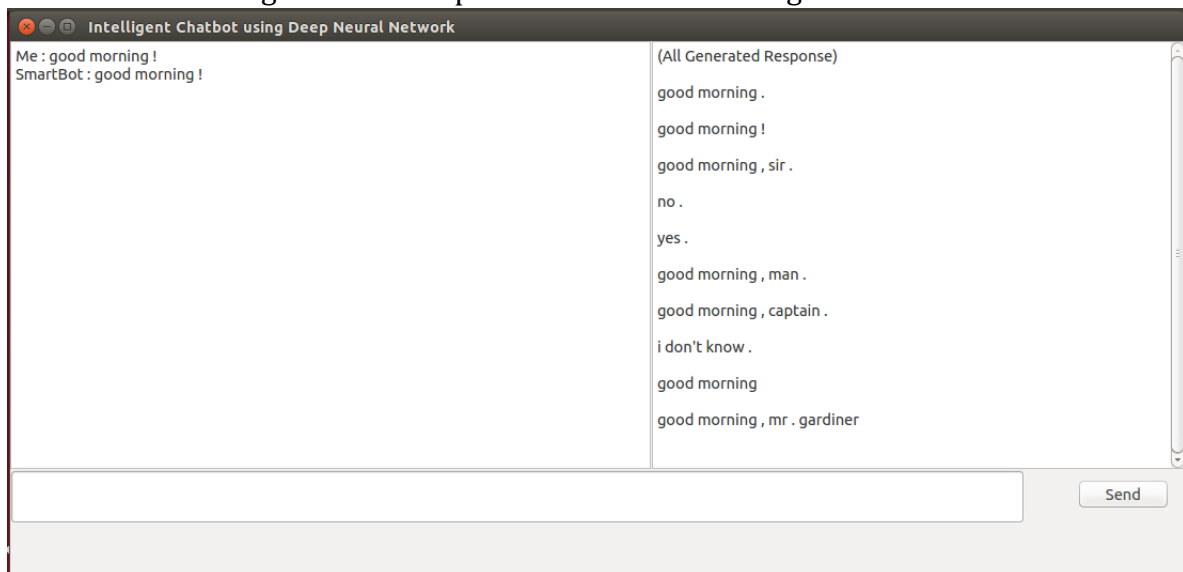 Intelligent Chatbot using Deep Neural Network
Me : good morning !
SmartBot : good morning !
(All Generated Response)
good morning .
good morning !
good morning , sir .
no .
yes .
good morning , man .
good morning , captain .
i don't know .
good morning
good morning , mr . gardiner
Send